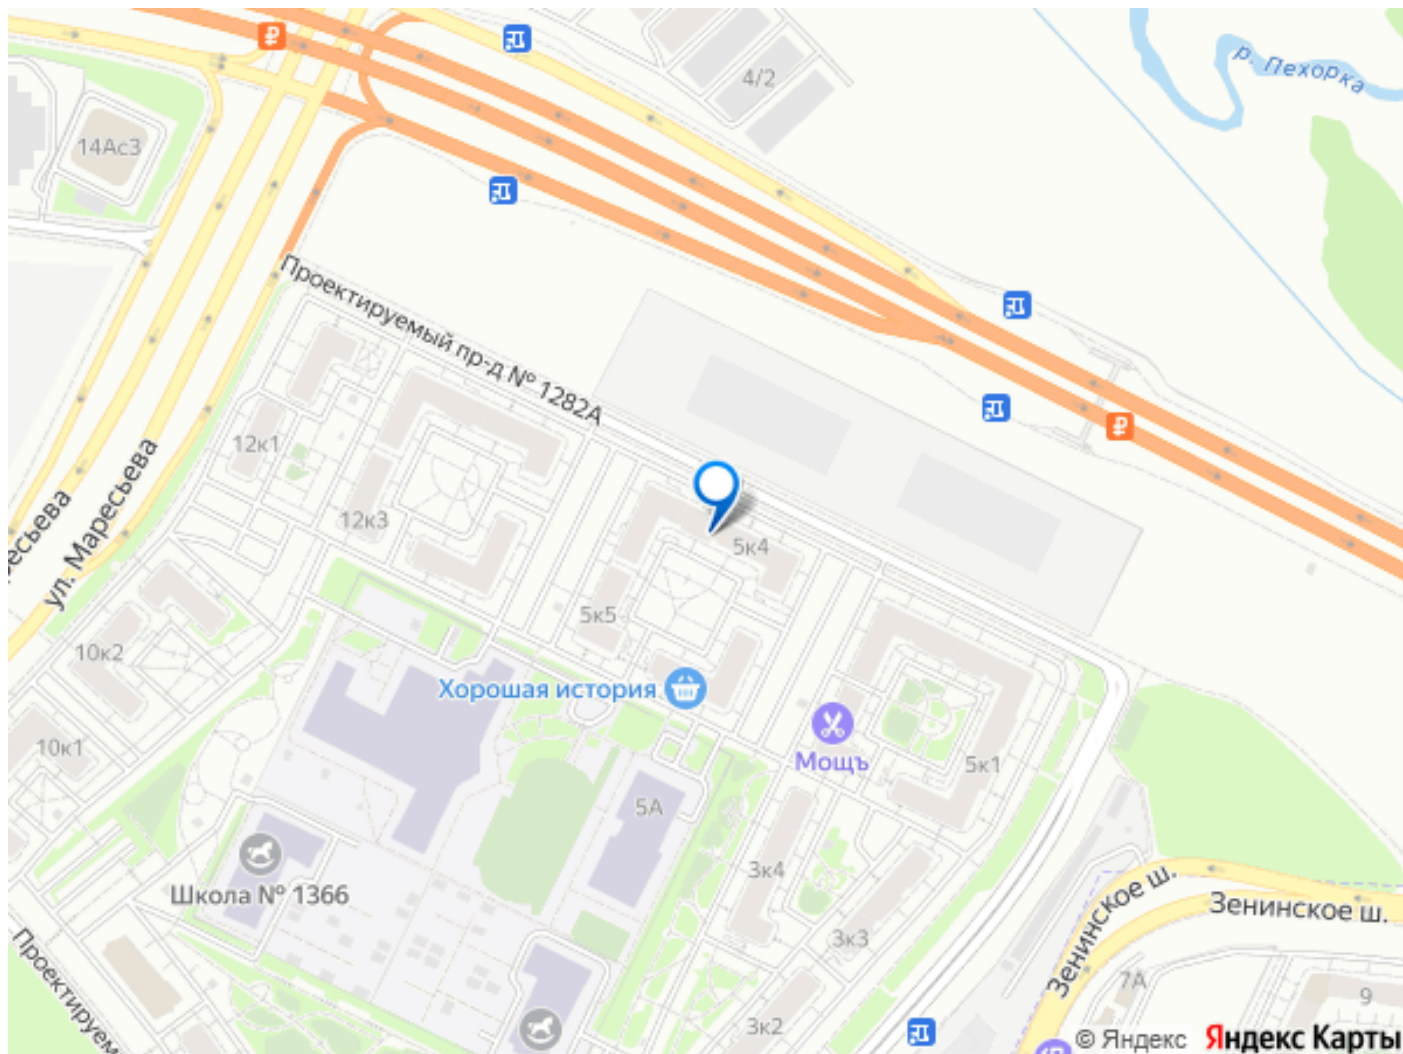 4/2
р. Пехорка
14Ас3
Проектируемый пр-д № 1282А
12к1
12к3
ул. Маресьева
5к4
5к5
10к2
Хорошая история
10к1
Мощъ
5к1
5А
3к4
Школа № 1366
Зенинское ш.
Зенинское ш.
3к3
7А
9
3к2
© Яндекс Яндекс Карты